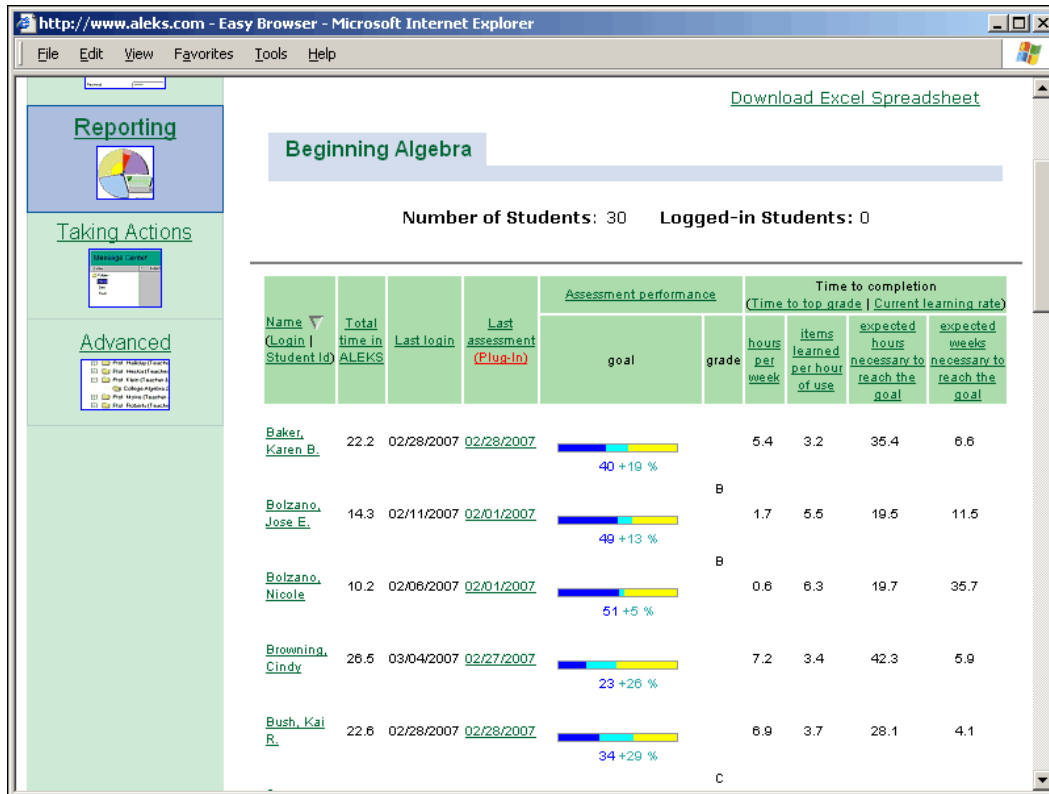 http://www.aleks.com - Easy Browser - Microsoft Internet Explorer
File Edit View Favorites Tools Help
Download Excel Spreadsheet
Reporting
Beginning Algebra
Number of Students: 30 Logged-in Students: 0
Taking Actions
Message Center
Advanced
Name
(Login |
Student Id)
Total
time in
ALEKS
Last login
Last
assessment
(Plug-In)
Assessment performance
goal
grade
Time to completion
(Time to top grade | Current learning rate)
hours
per
week
items
learned
per hour
of use
expected
hours
necessary to
reach the
goal
expected
weeks
necessary to
reach the
goal
Baker,
Karen B.
22.2 02/28/2007 02/28/2007
40 +19 %
5.4 3.2 35.4 6.6
B
Bolzano,
Jose E.
14.3 02/11/2007 02/01/2007
49 +13 %
1.7 5.5 19.5 11.5
B
Bolzano,
Nicole
10.2 02/06/2007 02/01/2007
51 +5 %
0.6 6.3 19.7 35.7
Browning,
Cindy
26.5 03/04/2007 02/27/2007
23 +26 %
7.2 3.4 42.3 5.9
Bush, Kai
R.
22.6 02/28/2007 02/28/2007
34 +29 %
6.9 3.7 28.1 4.1
C